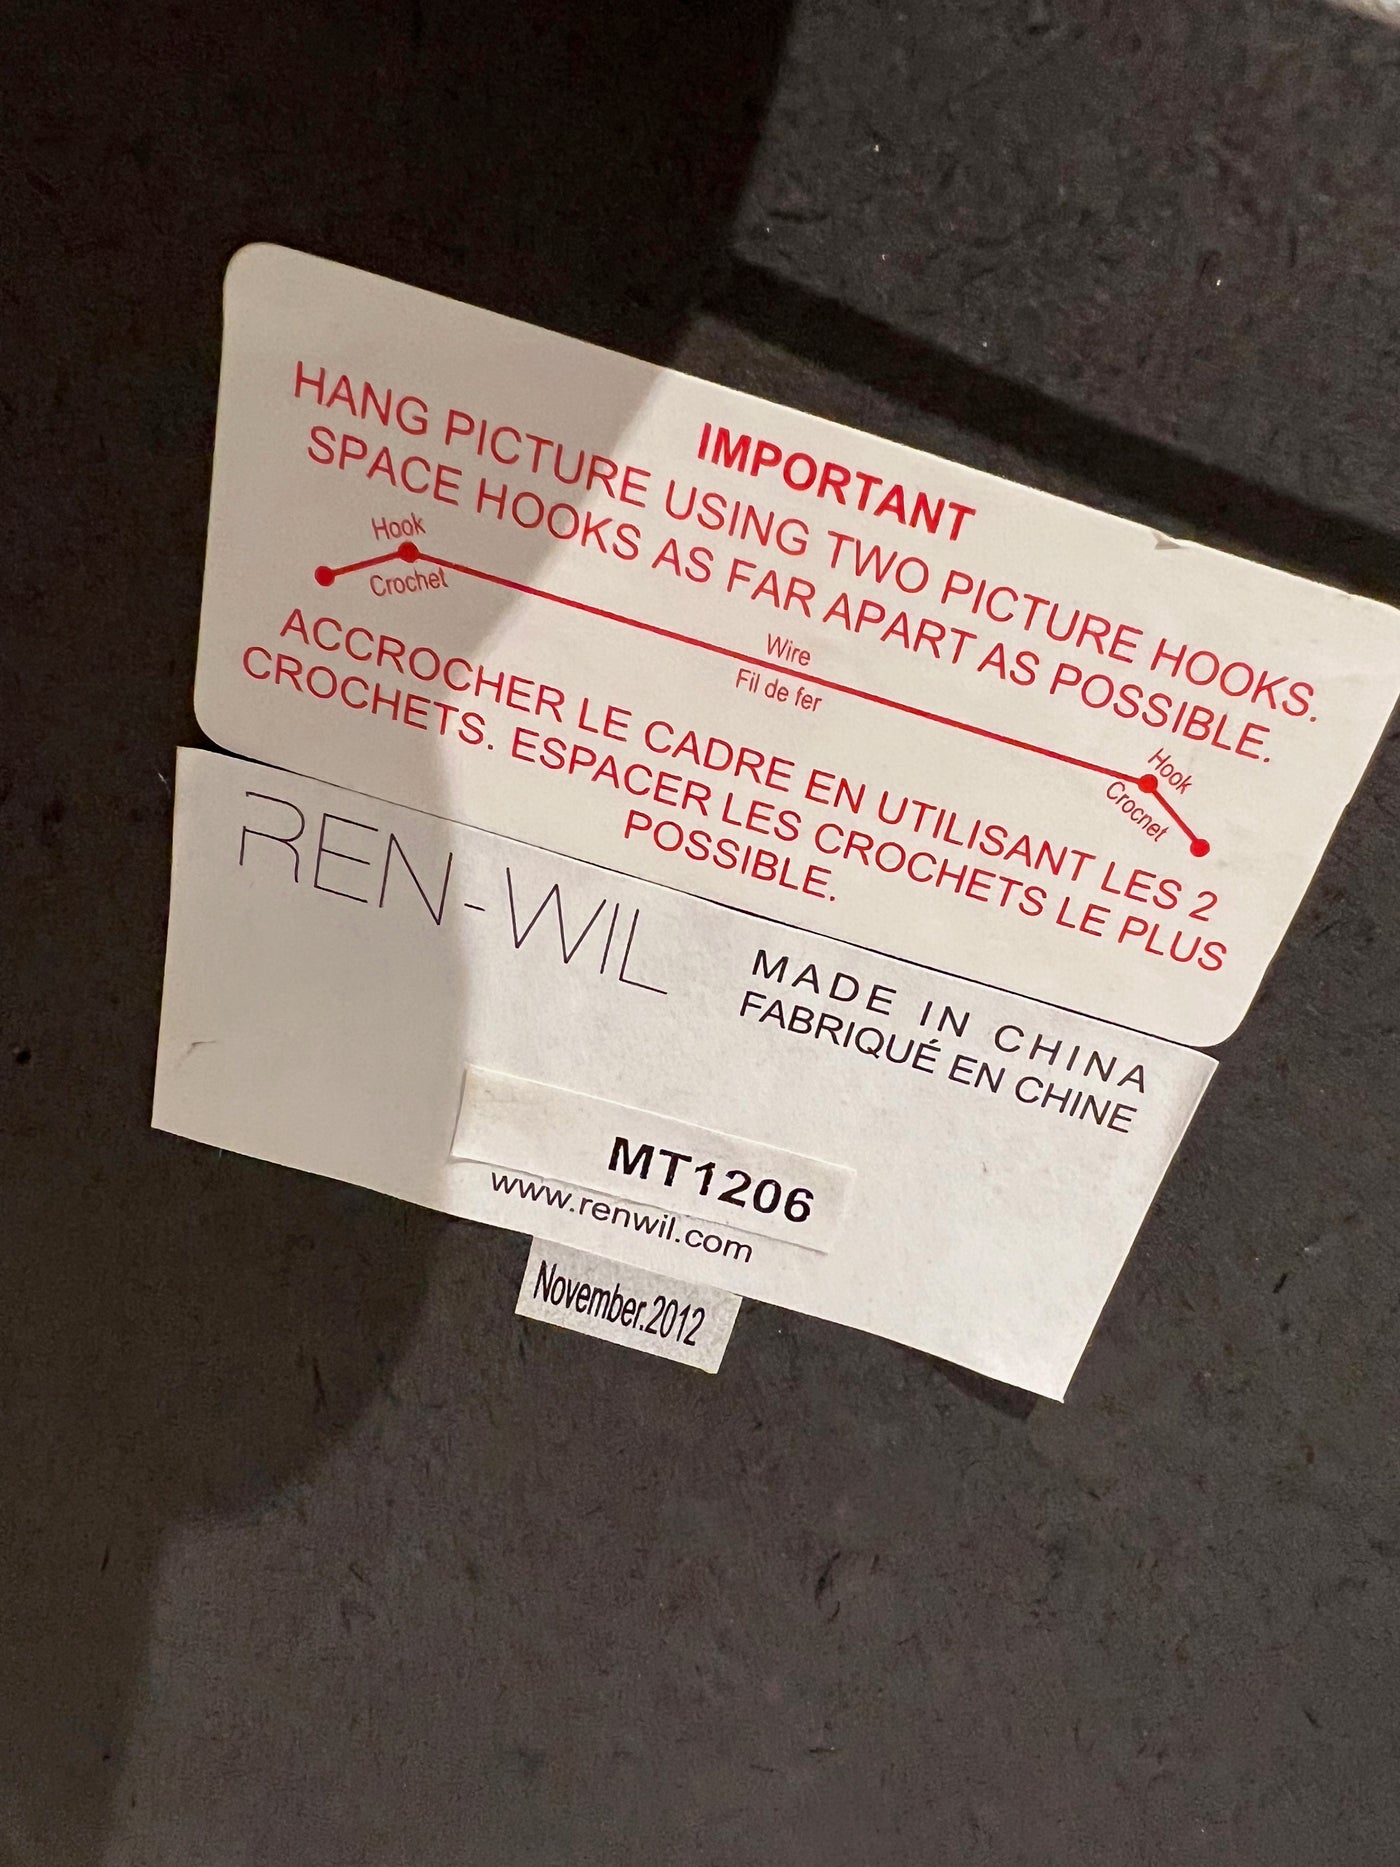 IMPORTANT
HANG PICTURE USING TWO PICTURE HOOKS.
SPACE HOOKS AS FAR APART AS POSSIBLE.
Hook
Crochet
Wire
Fil de fer
Hook
Crocnet
ACCROCHER LE CADRE EN UTILISANT LES 2
CROCHETS. ESPACER LES CROCHETS LE PLUS
POSSIBLE.
REN-WIL
MADE IN CHINA
FABRIQUÉ EN CHINE
MT1206
www.renwil.com
November.2012